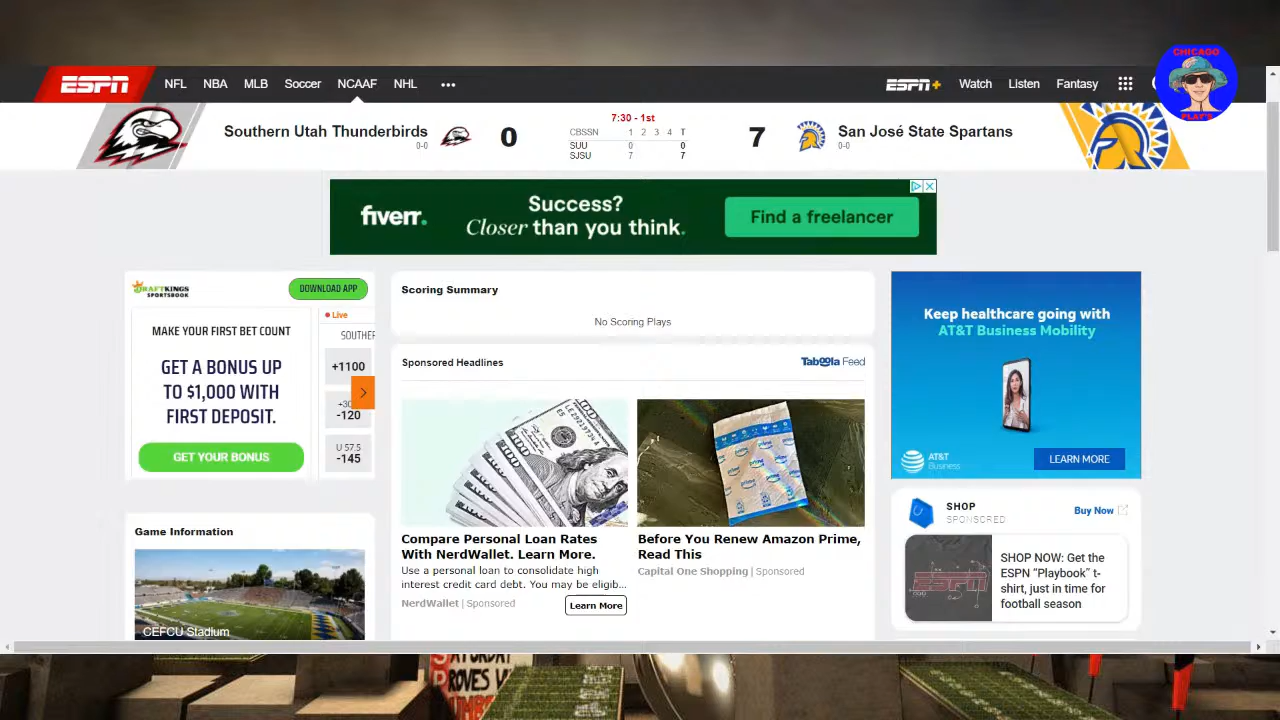 CHICAGO
PLAY'S
ESPN NFL NBA MLB Soccer NCAAF NHL ••• ESPN+ Watch Listen Fantasy
Southern Utah Thunderbirds
0-0
0
7:30 - 1st
CBSSN 1 2 3 4 T
SUU 0 0
SJSU 7 7
7
San José State Spartans
0-0
fiverr.
Success?
Closer than you think.
Find a freelancer
DRAFTKINGS
SPORTSBOOK
DOWNLOAD APP
MAKE YOUR FIRST BET COUNT
GET A BONUS UP
TO $1,000 WITH
FIRST DEPOSIT.
GET YOUR BONUS
Live
SOUTHER
+1100
-120
U 57.5
-145
Game Information
CEFCU Stadium
Scoring Summary
No Scoring Plays
Sponsored Headlines
Taboola Feed
Compare Personal Loan Rates
With NerdWallet. Learn More.
Use a personal loan to consolidate high
interest credit card debt. You may be eligib...
NerdWallet | Sponsored
Learn More
Before You Renew Amazon Prime,
Read This
Capital One Shopping | Sponsored
Keep healthcare going with
AT&T Business Mobility
AT&T
Business
LEARN MORE
SHOP
SPONSORED
Buy Now
SHOP NOW: Get the
ESPN “Playbook” t-
shirt, just in time for
football season
SATURDAY
PROVES